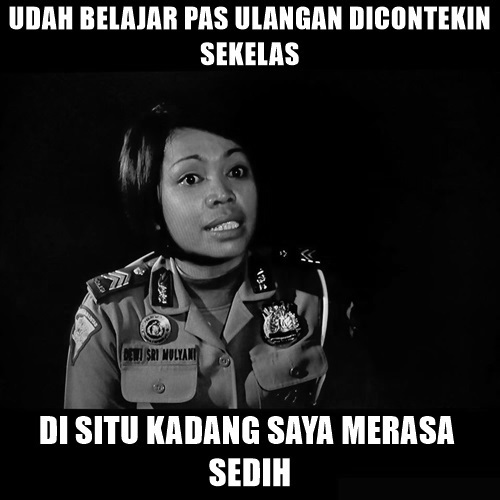 UDAH BELAJAR PAS ULANGAN DICONTEKIN
SEKELAS
DEWI SRI MULYANI
DI SITU KADANG SAYA MERASA
SEDIH